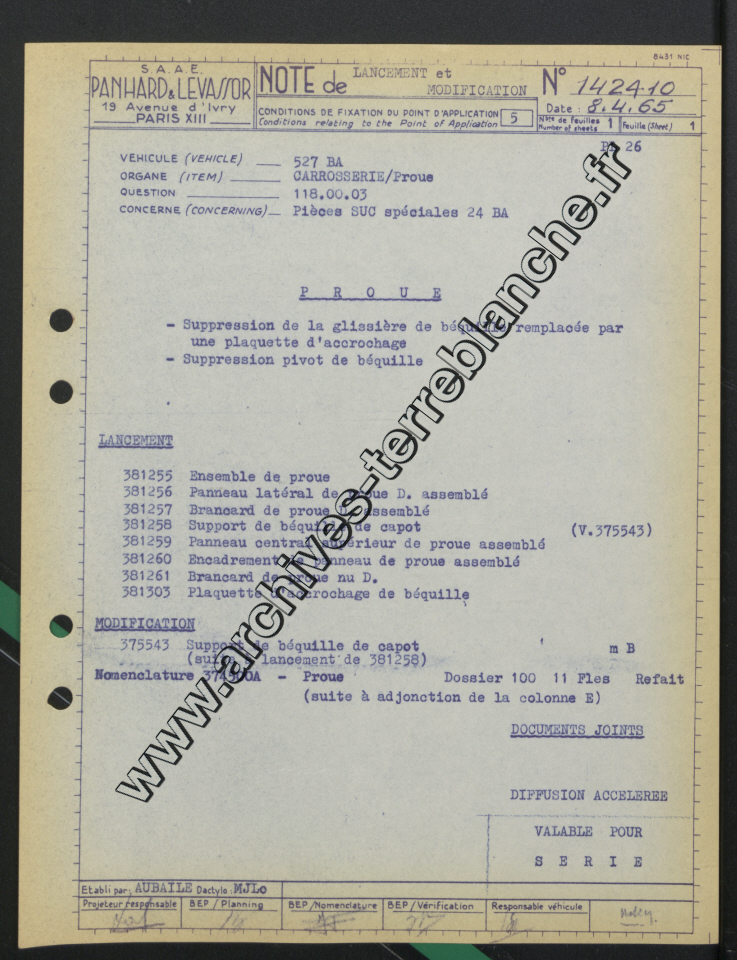 8431 NIC
S.A.A.E.
PANHARD & LEVASSOR
19 Avenue d'Ivry
PARIS XIII
NOTE de LANCEMENT et
MODIFICATION
N° 1424.10
Date : 8.4.65
CONDITIONS DE FIXATION DU POINT D'APPLICATION 5
Conditions relating to the Point of Application
Nbre de feuilles 1
Number of sheets
Feuille (Sheet) 1
26
VEHICULE (VEHICLE) 527 BA
ORGANE (ITEM) CARROSSERIE/Proue
QUESTION 118.00.03
CONCERNE (CONCERNING) Pièces SUC spéciales 24 BA
P R O U E
- Suppression de la glissière de béquille remplacée par
une plaquette d'accrochage
- Suppression pivot de béquille
LANCEMENT
381255 Ensemble de proue
381256 Panneau latéral de proue D. assemblé
381257 Brancard de proue D. assemblé
381258 Support de béquille de capot (V.375543)
381259 Panneau central supérieur de proue assemblé
381260 Encadrement de panneau de proue assemblé
381261 Brancard de proue nu D.
381303 Plaquette d'accrochage de béquille
MODIFICATION
375543 Support de béquille de capot m B
(suite à lancement de 381258)
Nomenclature - Proue Dossier 100 11 Fles Refait
(suite à adjonction de la colonne E)
DOCUMENTS JOINTS
DIFFUSION ACCELEREE
VALABLE POUR
S E R I E
Etabli par: AUBAILE Dactylo: MJLo
Projeteur responsable
BEP / Planning
BEP / Nomenclature
BEP / Vérification
Responsable véhicule
www.archives-terreblanche.fr